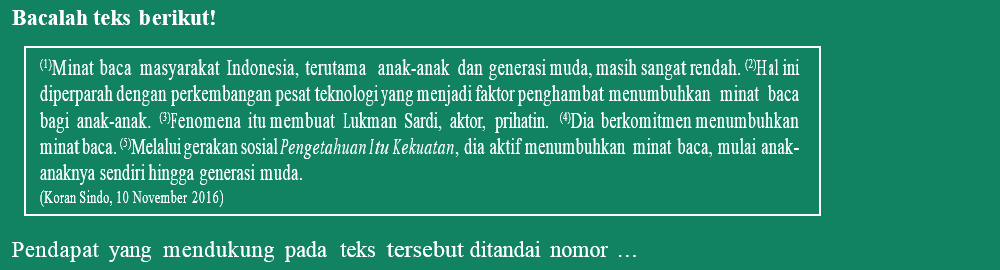 Bacalah teks berikut!
(1)Minat baca masyarakat Indonesia, terutama anak-anak dan generasi muda, masih sangat rendah. (2)Hal ini
diperparah dengan perkembangan pesat teknologi yang menjadi faktor penghambat menumbuhkan minat baca
bagi anak-anak. (3)Fenomena itu membuat Lukman Sardi, aktor, prihatin. (4)Dia berkomitmen menumbuhkan
minat baca. (5)Melalui gerakan sosial Pengetahuan Itu Kekuatan, dia aktif menumbuhkan minat baca, mulai anak-
anaknya sendiri hingga generasi muda.
(Koran Sindo, 10 November 2016)
Pendapat yang mendukung pada teks tersebut ditandai nomor …